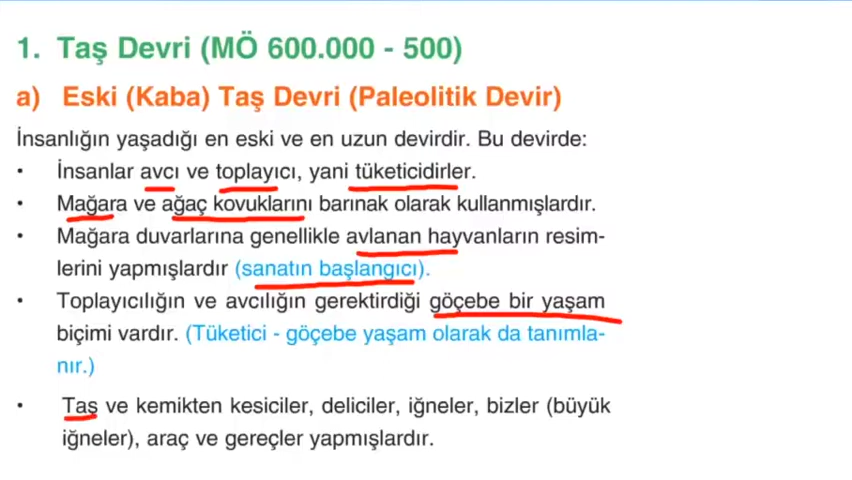 1. Taş Devri (MÖ 600.000 - 500)
a) Eski (Kaba) Taş Devri (Paleolitik Devir)
İnsanlığın yaşadığı en eski ve en uzun devirdir. Bu devirde:
• İnsanlar avcı ve toplayıcı, yani tüketicidirler.
• Mağara ve ağaç kovuklarını barınak olarak kullanmışlardır.
• Mağara duvarlarına genellikle avlanan hayvanların resim-
lerini yapmışlardır (sanatın başlangıcı).
• Toplayıcılığın ve avcılığın gerektirdiği göçebe bir yaşam
biçimi vardır. (Tüketici - göçebe yaşam olarak da tanımla-
nır.)
• Taş ve kemikten kesiciler, deliciler, iğneler, bizler (büyük
iğneler), araç ve gereçler yapmışlardır.